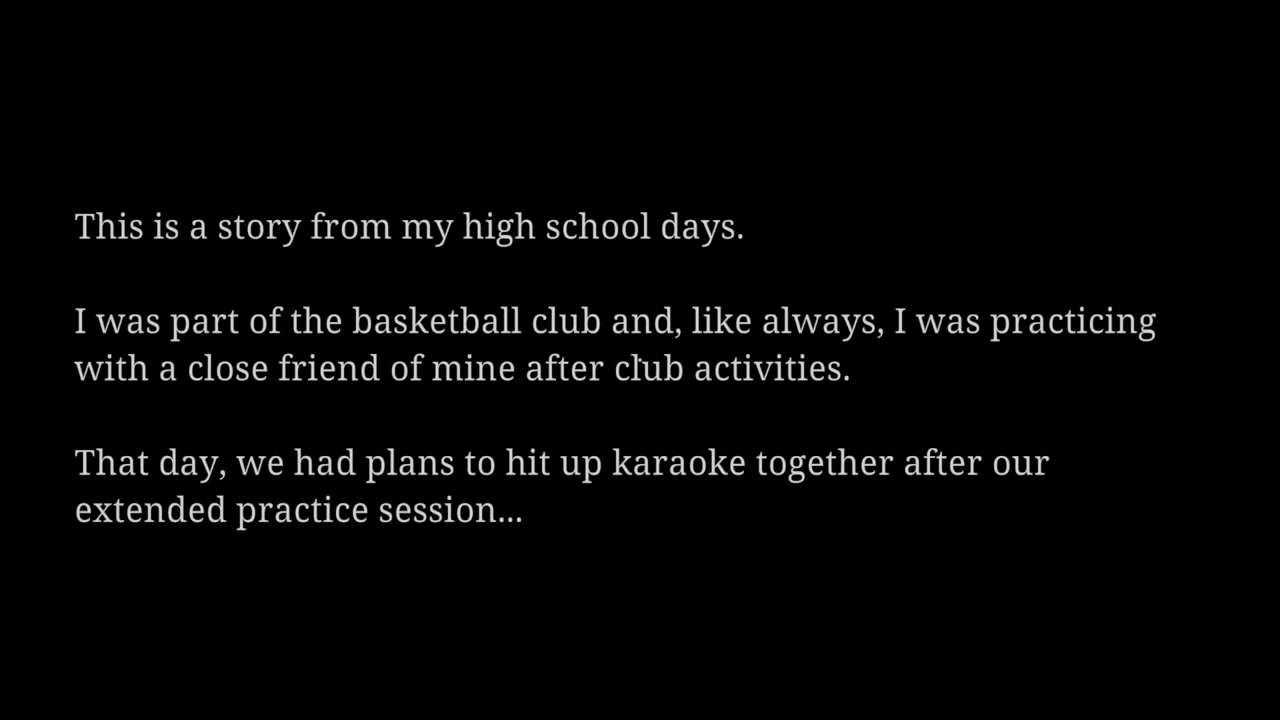 This is a story from my high school days.
I was part of the basketball club and, like always, I was practicing
with a close friend of mine after club activities.
That day, we had plans to hit up karaoke together after our
extended practice session...